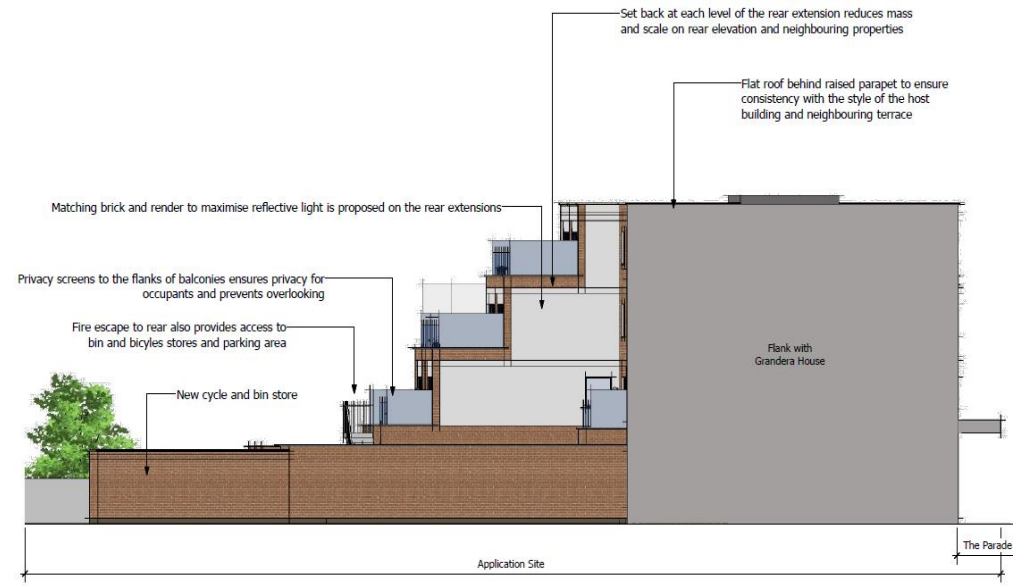 Set back at each level of the rear extension reduces mass
and scale on rear elevation and neighbouring properties
Flat roof behind raised parapet to ensure
consistency with the style of the host
building and neighbouring terrace
Matching brick and render to maximise reflective light is proposed on the rear extensions
Privacy screens to the flanks of balconies ensures privacy for
occupants and prevents overlooking
Fire escape to rear also provides access to
bin and bicyles stores and parking area
Flank with
Grandera House
New cycle and bin store
The Parade
Application Site